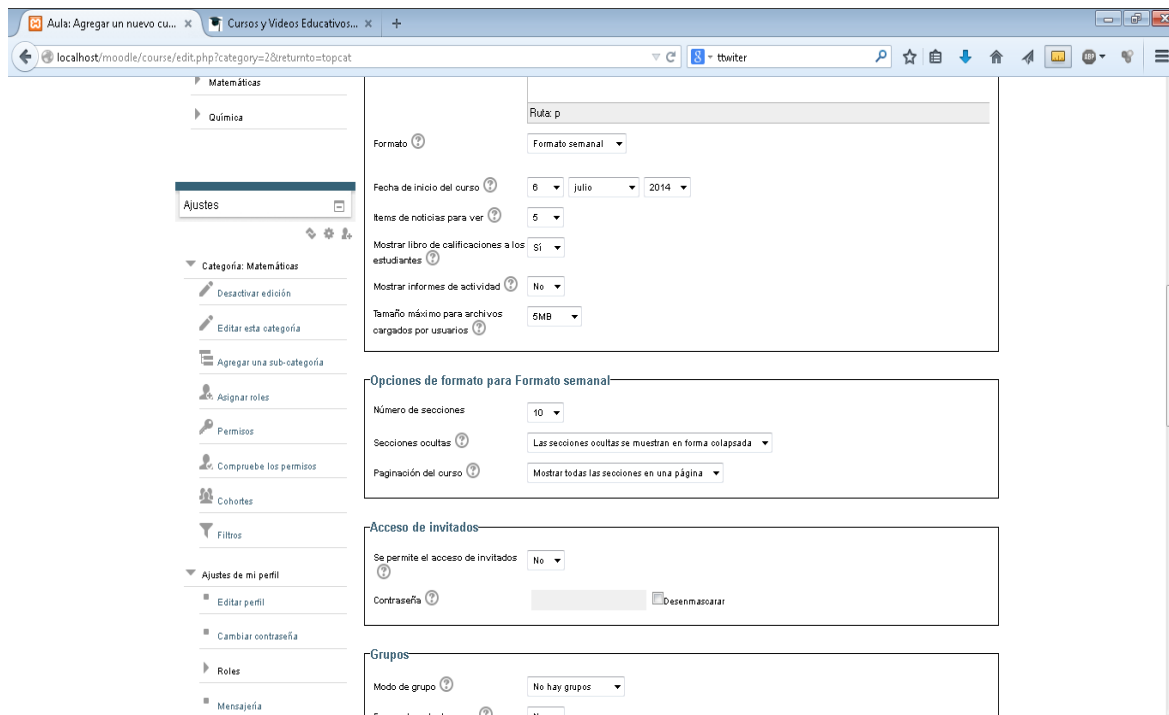 Aula: Agregar un nuevo cu...
Cursos y Videos Educativos...
localhost/moodle/course/edit.php?category=2&returnto=topcat
ttwiter
Matemáticas
Química
Ajustes
Categoría: Matemáticas
Desactivar edición
Editar esta categoría
Agregar una sub-categoría
Asignar roles
Permisos
Compruebe los permisos
Cohortes
Filtros
Ajustes de mi perfil
Editar perfil
Cambiar contraseña
Roles
Mensajería
Ruta: p
Formato Formato semanal
Fecha de inicio del curso 6 julio 2014
Items de noticias para ver 5
Mostrar libro de calificaciones a los Sí
estudiantes
Mostrar informes de actividad No
Tamaño máximo para archivos 5MB
cargados por usuarios
Opciones de formato para Formato semanal
Número de secciones 10
Secciones ocultas Las secciones ocultas se muestran en forma colapsada
Paginación del curso Mostrar todas las secciones en una página
Acceso de invitados
Se permite el acceso de invitados No
Contraseña Desenmascarar
Grupos
Modo de grupo No hay grupos